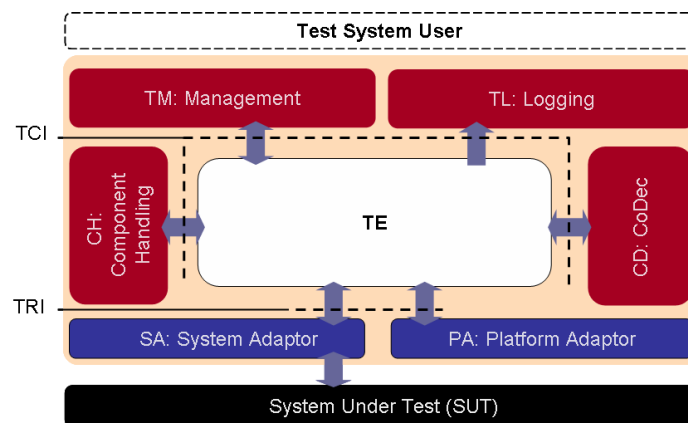 Test System User
TM: Management
TL: Logging
TCI
CH:
Component
Handling
TE
CD: CoDec
TRI
SA: System Adaptor
PA: Platform Adaptor
System Under Test (SUT)